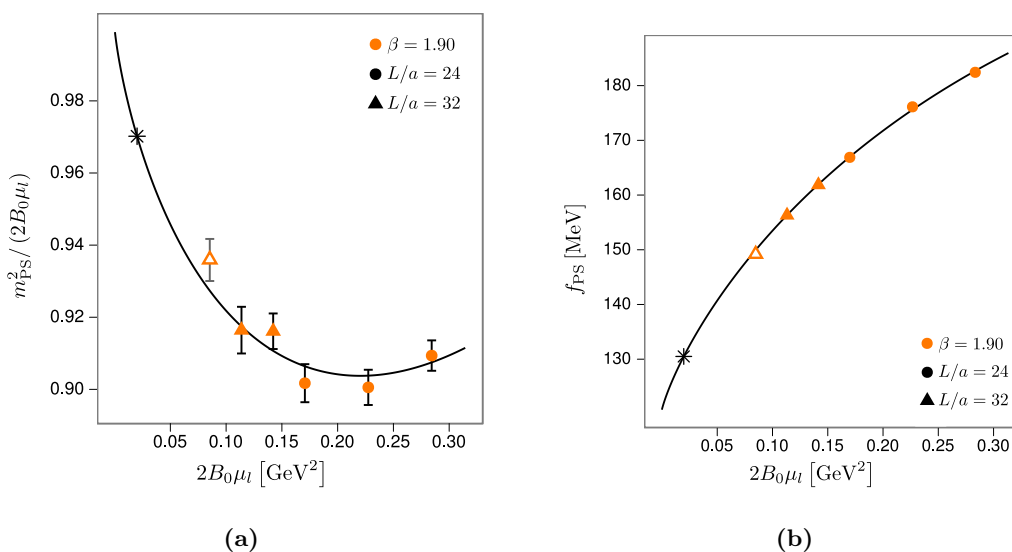 β = 1.90
L/a = 24
L/a = 32
0.98
0.96
0.94
0.92
0.90
m²_PS / (2B₀μ_l)
0.05 0.10 0.15 0.20 0.25 0.30
2B₀μ_l [GeV²]
(a)
180
170
160
150
140
130
f_PS [MeV]
β = 1.90
L/a = 24
L/a = 32
0.05 0.10 0.15 0.20 0.25 0.30
2B₀μ_l [GeV²]
(b)